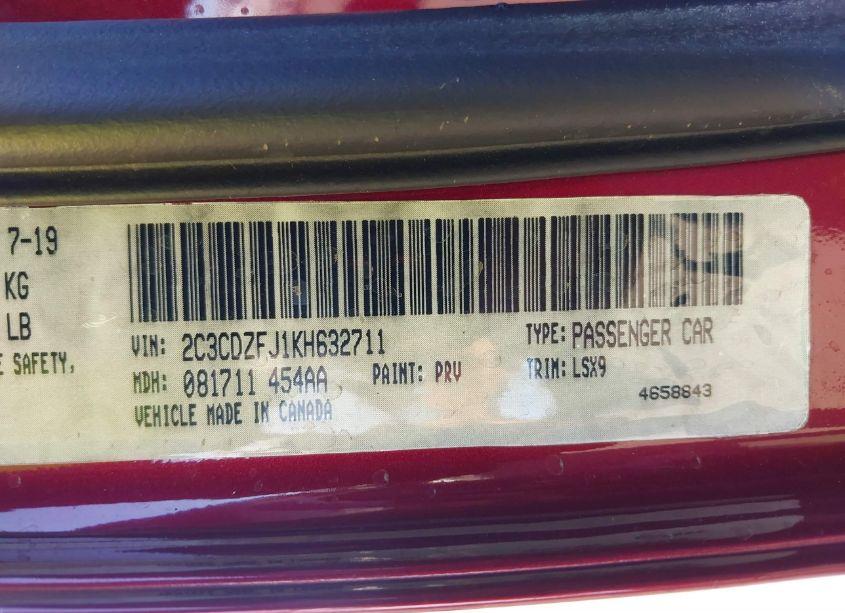 7-19
KG
LB
E SAFETY,
VIN: 2C3CDZFJ1KH632711
TYPE: PASSENGER CAR
MDH: 081711 454AA PAINT: PRV TRIM: LSX9
4658843
VEHICLE MADE IN CANADA